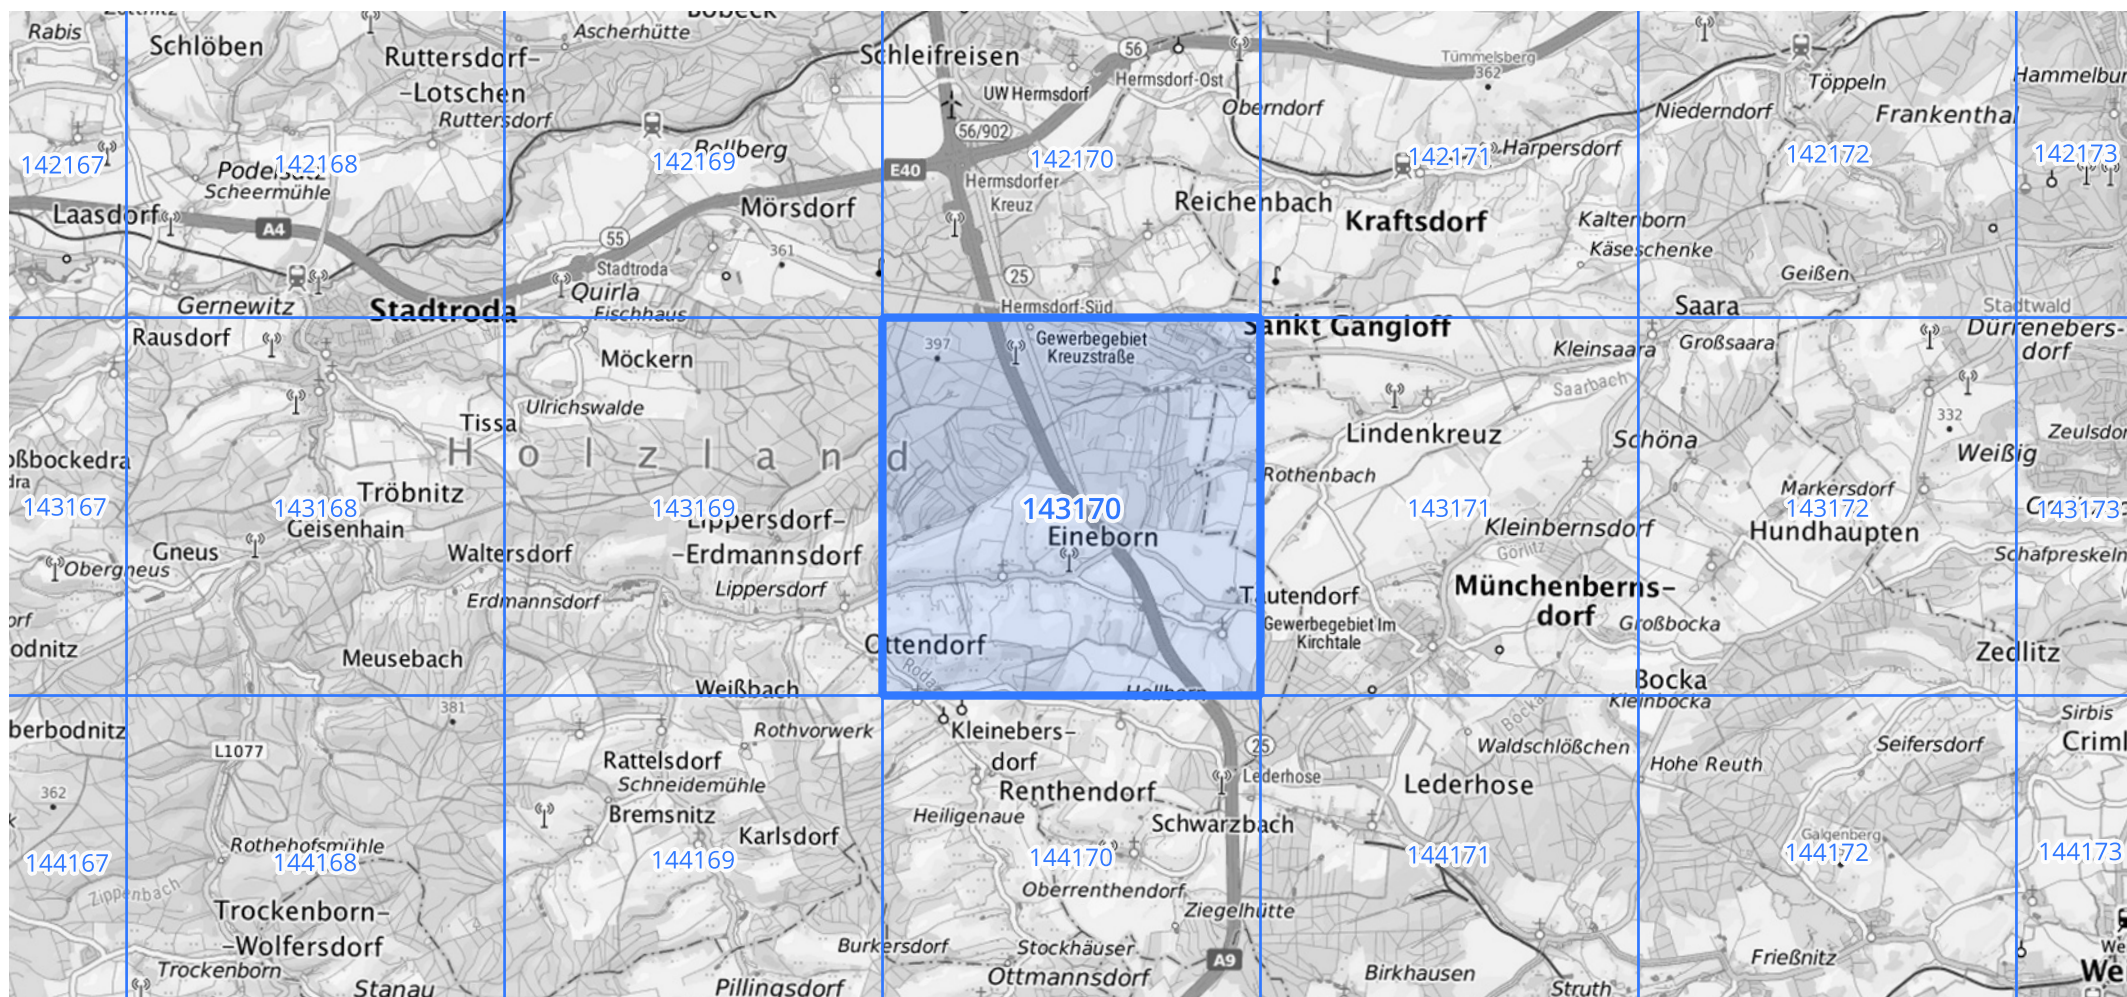 Rabis
Schlöben
Ruttersdorf-
-Lotschen
Ruttersdorf
Ascherhütte
Schleifreisen
56
Hermsdorf-Ost
UW Hermsdorf
56/902
Oberndorf
Tümmelsberg
362
Töppeln
Niederndorf
Frankenthal
142167
142168
142169
142170
142171
142172
142173
Podelsatz
Scheermühle
Bollberg
Harpersdorf
E40
Hermsdorfer
Kreuz
Laasdorf
A4
Mörsdorf
Reichenbach
Kraftsdorf
Kaltenborn
Käseschenke
55
361
Stadtroda
Quirla
Fischhaus
25
Hermsdorf-Süd
Geißen
Gernewitz
Stadtroda
Saara
Stadtwald
Rausdorf
Möckern
397
Gewerbegebiet
Kreuzstraße
Sankt Gangloff
Kleinsaara
Großsaara
Dürrenebers-
dorf
Ulrichswalde
Saarbach
Tissa
332
Holzland
Lindenkreuz
Schöna
Weißig
Rothenbach
Tröbnitz
Markersdorf
143167
143168
143169
143170
143171
143172
143173
Geisenhain
Lippersdorf-
-Erdmannsdorf
Eineborn
Kleinbernsdorf
Görlitz
Hundhaupten
Gneus
Obergneus
Waltersdorf
Lippersdorf
Erdmannsdorf
Tautendorf
Münchenberns-
dorf
Gewerbegebiet Im
Kirchtale
Großbocka
Meusebach
Ottendorf
Roda
Zedlitz
Weißbach
Hellborn
Bocka
Kleinbocka
381
Rothvorwerk
Kleinebers-
dorf
Bocka
Sirbis
L1077
Rattelsdorf
Schneidemühle
Bremsnitz
25
Lederhose
Waldschlößchen
Seifersdorf
Hohe Reuth
362
Renthendorf
Heiligenaue
Lederhose
Karlsdorf
Schwarzbach
Galgenberg
Rothehofsmühle
144167
144168
144169
144170
144171
144172
144173
Zippenbach
Oberrenthendorf
Ziegelhütte
Trockenborn-
-Wolfersdorf
Burkersdorf
Stockhäuser
Ottmannsdorf
A9
Frießnitz
Trockenborn
Stanau
Pillingsdorf
Birkhausen
Struth